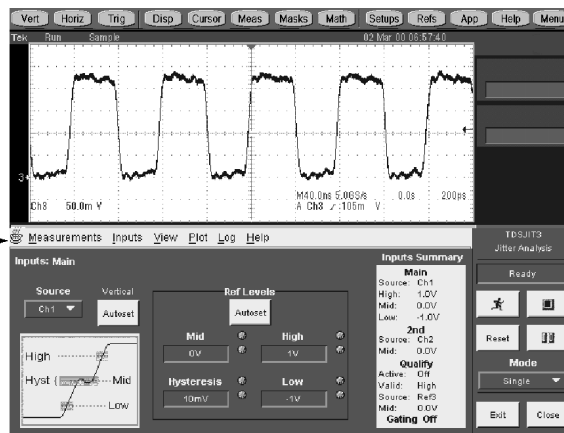 Vert Horiz Trig Disp Cursor Meas Masks Math Setups Refs App Help Menu
Tek Run Sample 02 Mar 00 06:57:40
3
M40.0ns 5.0GS/s 0.0s 200ps
Ch3 50.0m V A Ch3 105m V
Measurements Inputs View Plot Log Help
TDSJIT3
Jitter Analysis
Inputs: Main
Source
Ch1
Vertical
Autoset
High
Hyst
Mid
Low
Ref Levels
Autoset
Mid
0V
High
1V
Hysteresis
10mV
Low
-1V
Inputs Summary
Main
Source: Ch1
High: 1.0V
Mid: 0.0V
Low: -1.0V
2nd
Source: Ch2
Mid: 0.0V
Qualify
Active: Off
Valid: High
Source: Ref3
Mid: 0.0V
Gating Off
Ready
Reset
Mode
Single
Exit Close